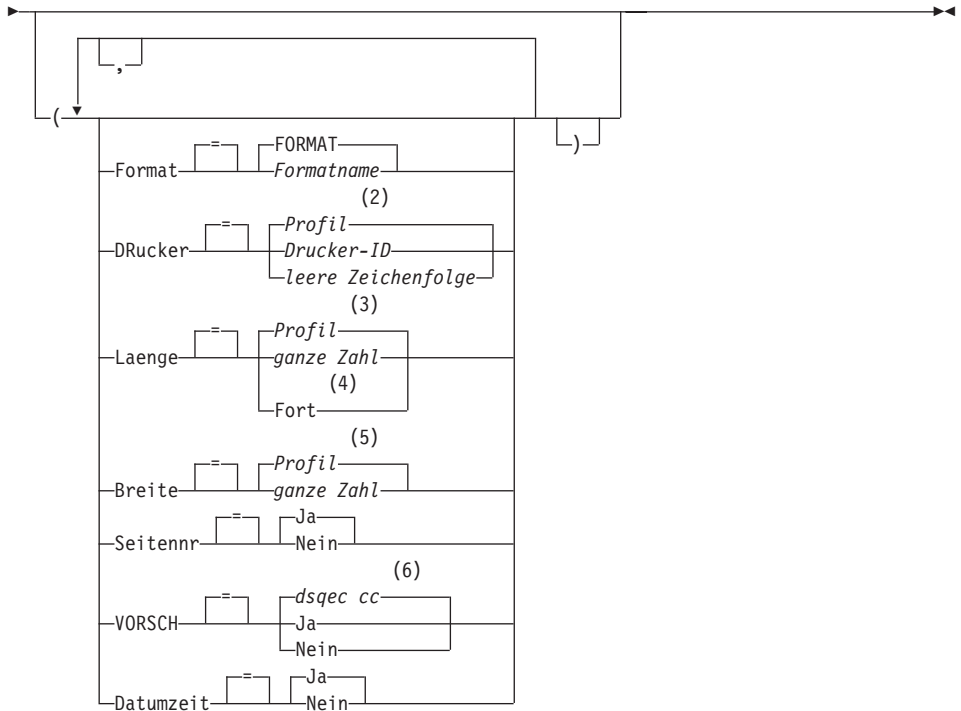 ,
( )
= FORMAT
Format Formatname
(2)
= Profil
DRucker Drucker-ID
leere Zeichenfolge
(3)
= Profil
Laenge ganze Zahl
(4)
Fort
(5)
= Profil
Breite ganze Zahl
= Ja
Seitennr Nein
(6)
= dsqec cc
VORSCH Ja
Nein
= Ja
Datumzeit Nein